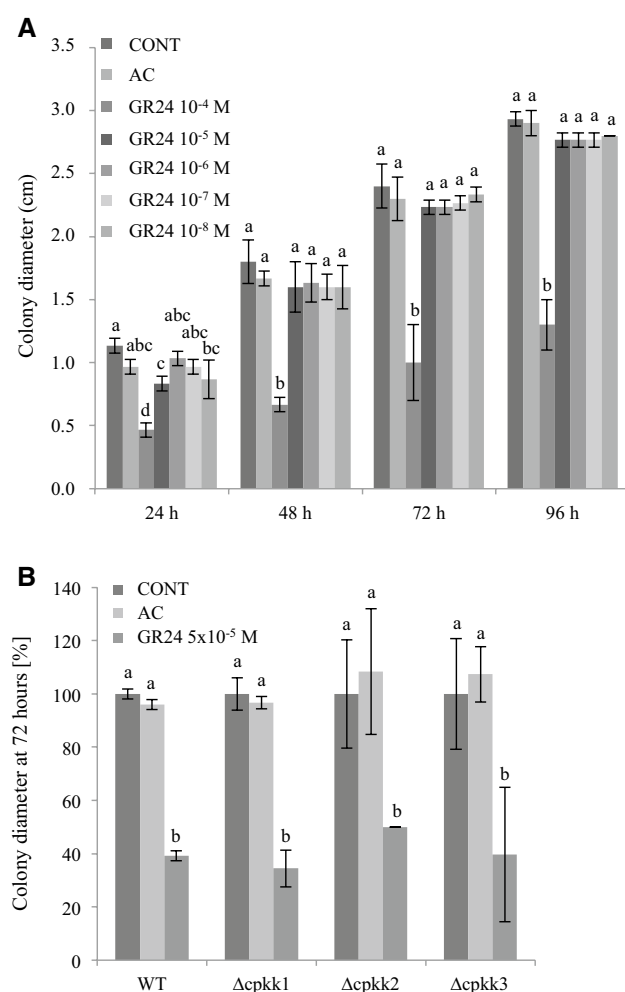 A
Colony diameter (cm)
3.5
3.0
2.5
2.0
1.5
1.0
0.5
0.0
CONT
AC
GR24 10⁻⁴ M
GR24 10⁻⁵ M
GR24 10⁻⁶ M
GR24 10⁻⁷ M
GR24 10⁻⁸ M
a abc d c abc abc bc
a a b a a a a
a a b a a a a
a a b a a a a
24 h 48 h 72 h 96 h
B
Colony diameter at 72 hours [%]
140
120
100
80
60
40
20
0
CONT
AC
GR24 5x10⁻⁵ M
a a b
a a b
a a b
a a b
WT Δcpkk1 Δcpkk2 Δcpkk3